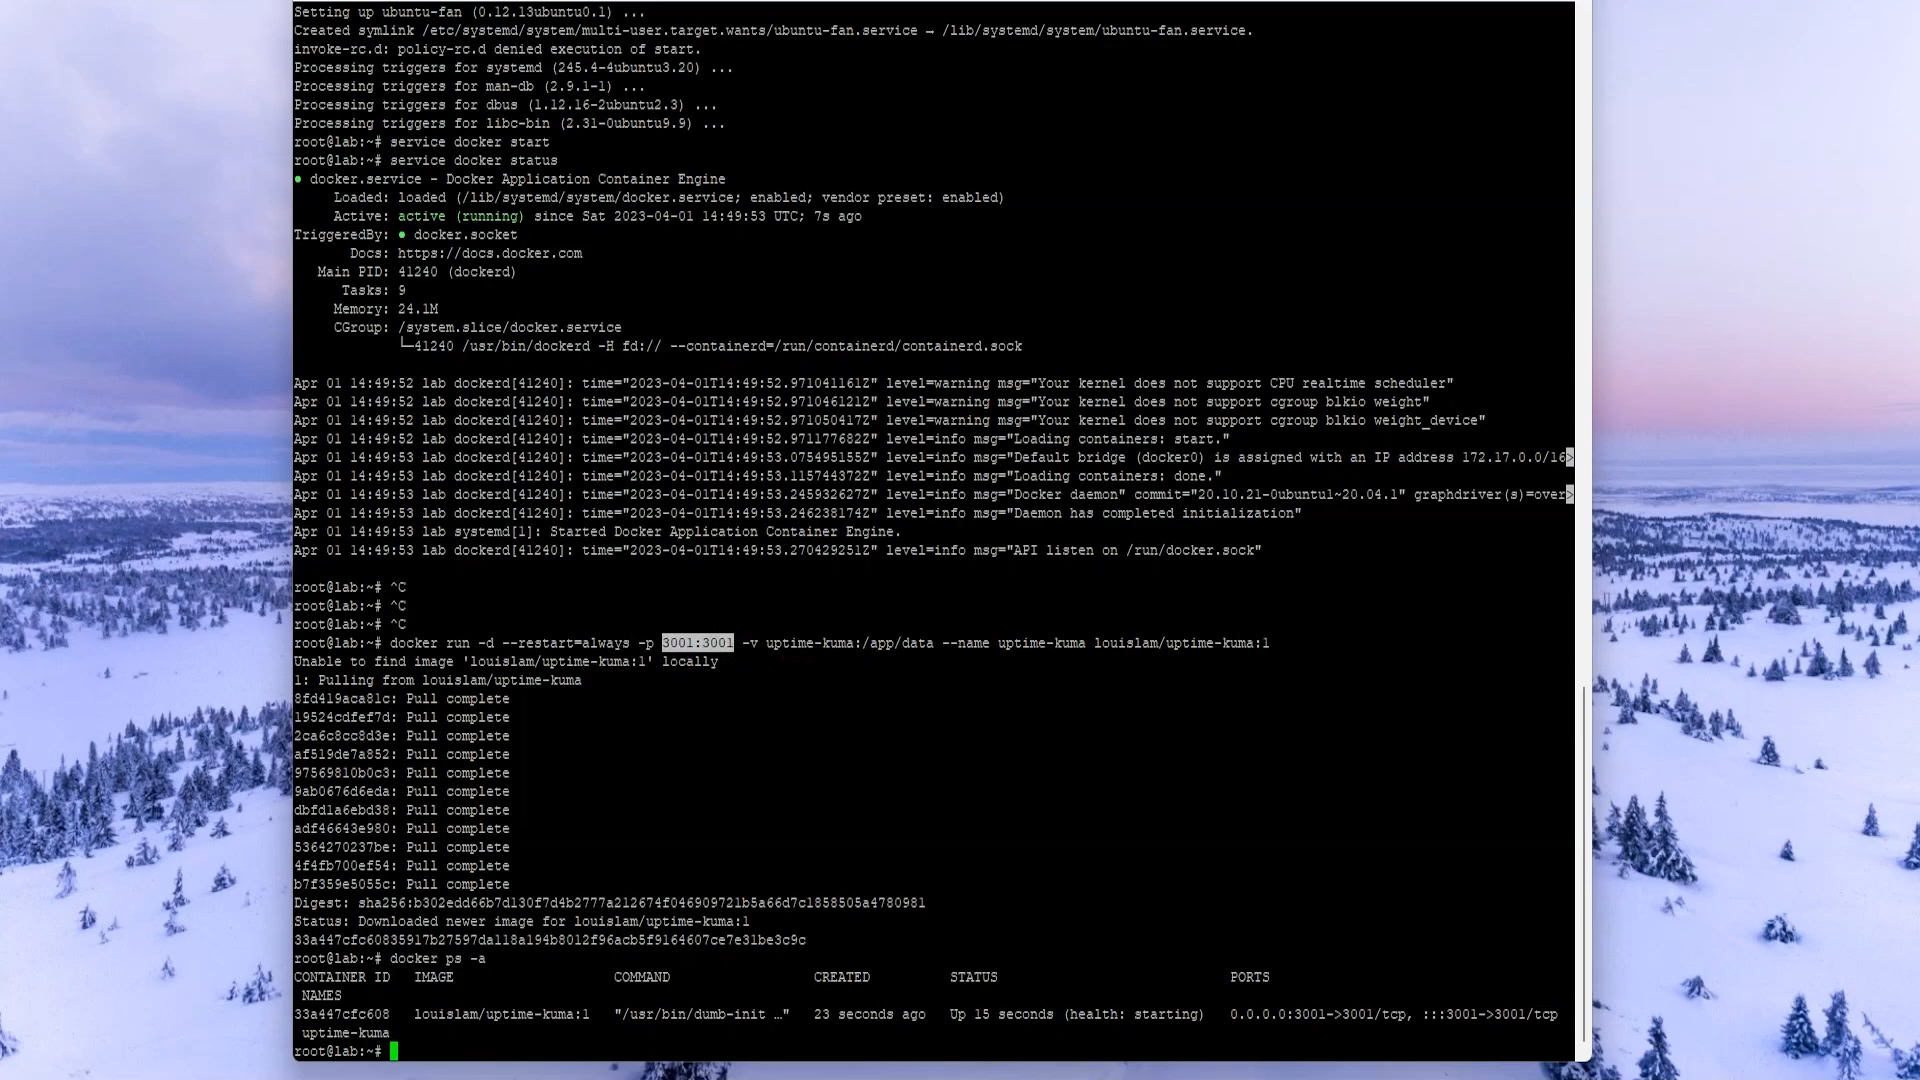 Setting up ubuntu-fan (0.12.13ubuntu0.1) ...
Created symlink /etc/systemd/system/multi-user.target.wants/ubuntu-fan.service → /lib/systemd/system/ubuntu-fan.service.
invoke-rc.d: policy-rc.d denied execution of start.
Processing triggers for systemd (245.4-4ubuntu3.20) ...
Processing triggers for man-db (2.9.1-1) ...
Processing triggers for dbus (1.12.16-2ubuntu2.3) ...
Processing triggers for libc-bin (2.31-0ubuntu9.9) ...
root@lab:~# service docker start
root@lab:~# service docker status
● docker.service - Docker Application Container Engine
Loaded: loaded (/lib/systemd/system/docker.service; enabled; vendor preset: enabled)
Active: active (running) since Sat 2023-04-01 14:49:53 UTC; 7s ago
TriggeredBy: ● docker.socket
Docs: https://docs.docker.com
Main PID: 41240 (dockerd)
Tasks: 9
Memory: 24.1M
CGroup: /system.slice/docker.service
└─41240 /usr/bin/dockerd -H fd:// --containerd=/run/containerd/containerd.sock
Apr 01 14:49:52 lab dockerd[41240]: time="2023-04-01T14:49:52.971041161Z" level=warning msg="Your kernel does not support CPU realtime scheduler"
Apr 01 14:49:52 lab dockerd[41240]: time="2023-04-01T14:49:52.971046121Z" level=warning msg="Your kernel does not support cgroup blkio weight"
Apr 01 14:49:52 lab dockerd[41240]: time="2023-04-01T14:49:52.971050417Z" level=warning msg="Your kernel does not support cgroup blkio weight_device"
Apr 01 14:49:52 lab dockerd[41240]: time="2023-04-01T14:49:52.971177682Z" level=info msg="Loading containers: start."
Apr 01 14:49:53 lab dockerd[41240]: time="2023-04-01T14:49:53.075495155Z" level=info msg="Default bridge (docker0) is assigned with an IP address 172.17.0.0/16>
Apr 01 14:49:53 lab dockerd[41240]: time="2023-04-01T14:49:53.115744372Z" level=info msg="Loading containers: done."
Apr 01 14:49:53 lab dockerd[41240]: time="2023-04-01T14:49:53.245932627Z" level=info msg="Docker daemon" commit="20.10.21-0ubuntu1~20.04.1" graphdriver(s)=over>
Apr 01 14:49:53 lab dockerd[41240]: time="2023-04-01T14:49:53.246238174Z" level=info msg="Daemon has completed initialization"
Apr 01 14:49:53 lab systemd[1]: Started Docker Application Container Engine.
Apr 01 14:49:53 lab dockerd[41240]: time="2023-04-01T14:49:53.270429251Z" level=info msg="API listen on /run/docker.sock"
root@lab:~# ^C
root@lab:~# ^C
root@lab:~# ^C
root@lab:~# docker run -d --restart=always -p 3001:3001 -v uptime-kuma:/app/data --name uptime-kuma louislam/uptime-kuma:1
Unable to find image 'louislam/uptime-kuma:1' locally
1: Pulling from louislam/uptime-kuma
8fd419aca81c: Pull complete
19524cdfef7d: Pull complete
2ca6c8cc8d3e: Pull complete
af519de7a852: Pull complete
97569810b0c3: Pull complete
9ab0676d6eda: Pull complete
dbfd1a6ebd38: Pull complete
adf46643e980: Pull complete
5364270237be: Pull complete
4f4fb700ef54: Pull complete
b7f359e5055c: Pull complete
Digest: sha256:b302edd66b7d130f7d4b2777a212674f046909721b5a66d7c1858505a4780981
Status: Downloaded newer image for louislam/uptime-kuma:1
33a447cfc60835917b27597da118a194b8012f96acb5f9164607ce7e31be3c9c
root@lab:~# docker ps -a
CONTAINER ID IMAGE COMMAND CREATED STATUS PORTS
NAMES
33a447cfc608 louislam/uptime-kuma:1 "/usr/bin/dumb-init …" 23 seconds ago Up 15 seconds (health: starting) 0.0.0.0:3001->3001/tcp, :::3001->3001/tcp
uptime-kuma
root@lab:~#